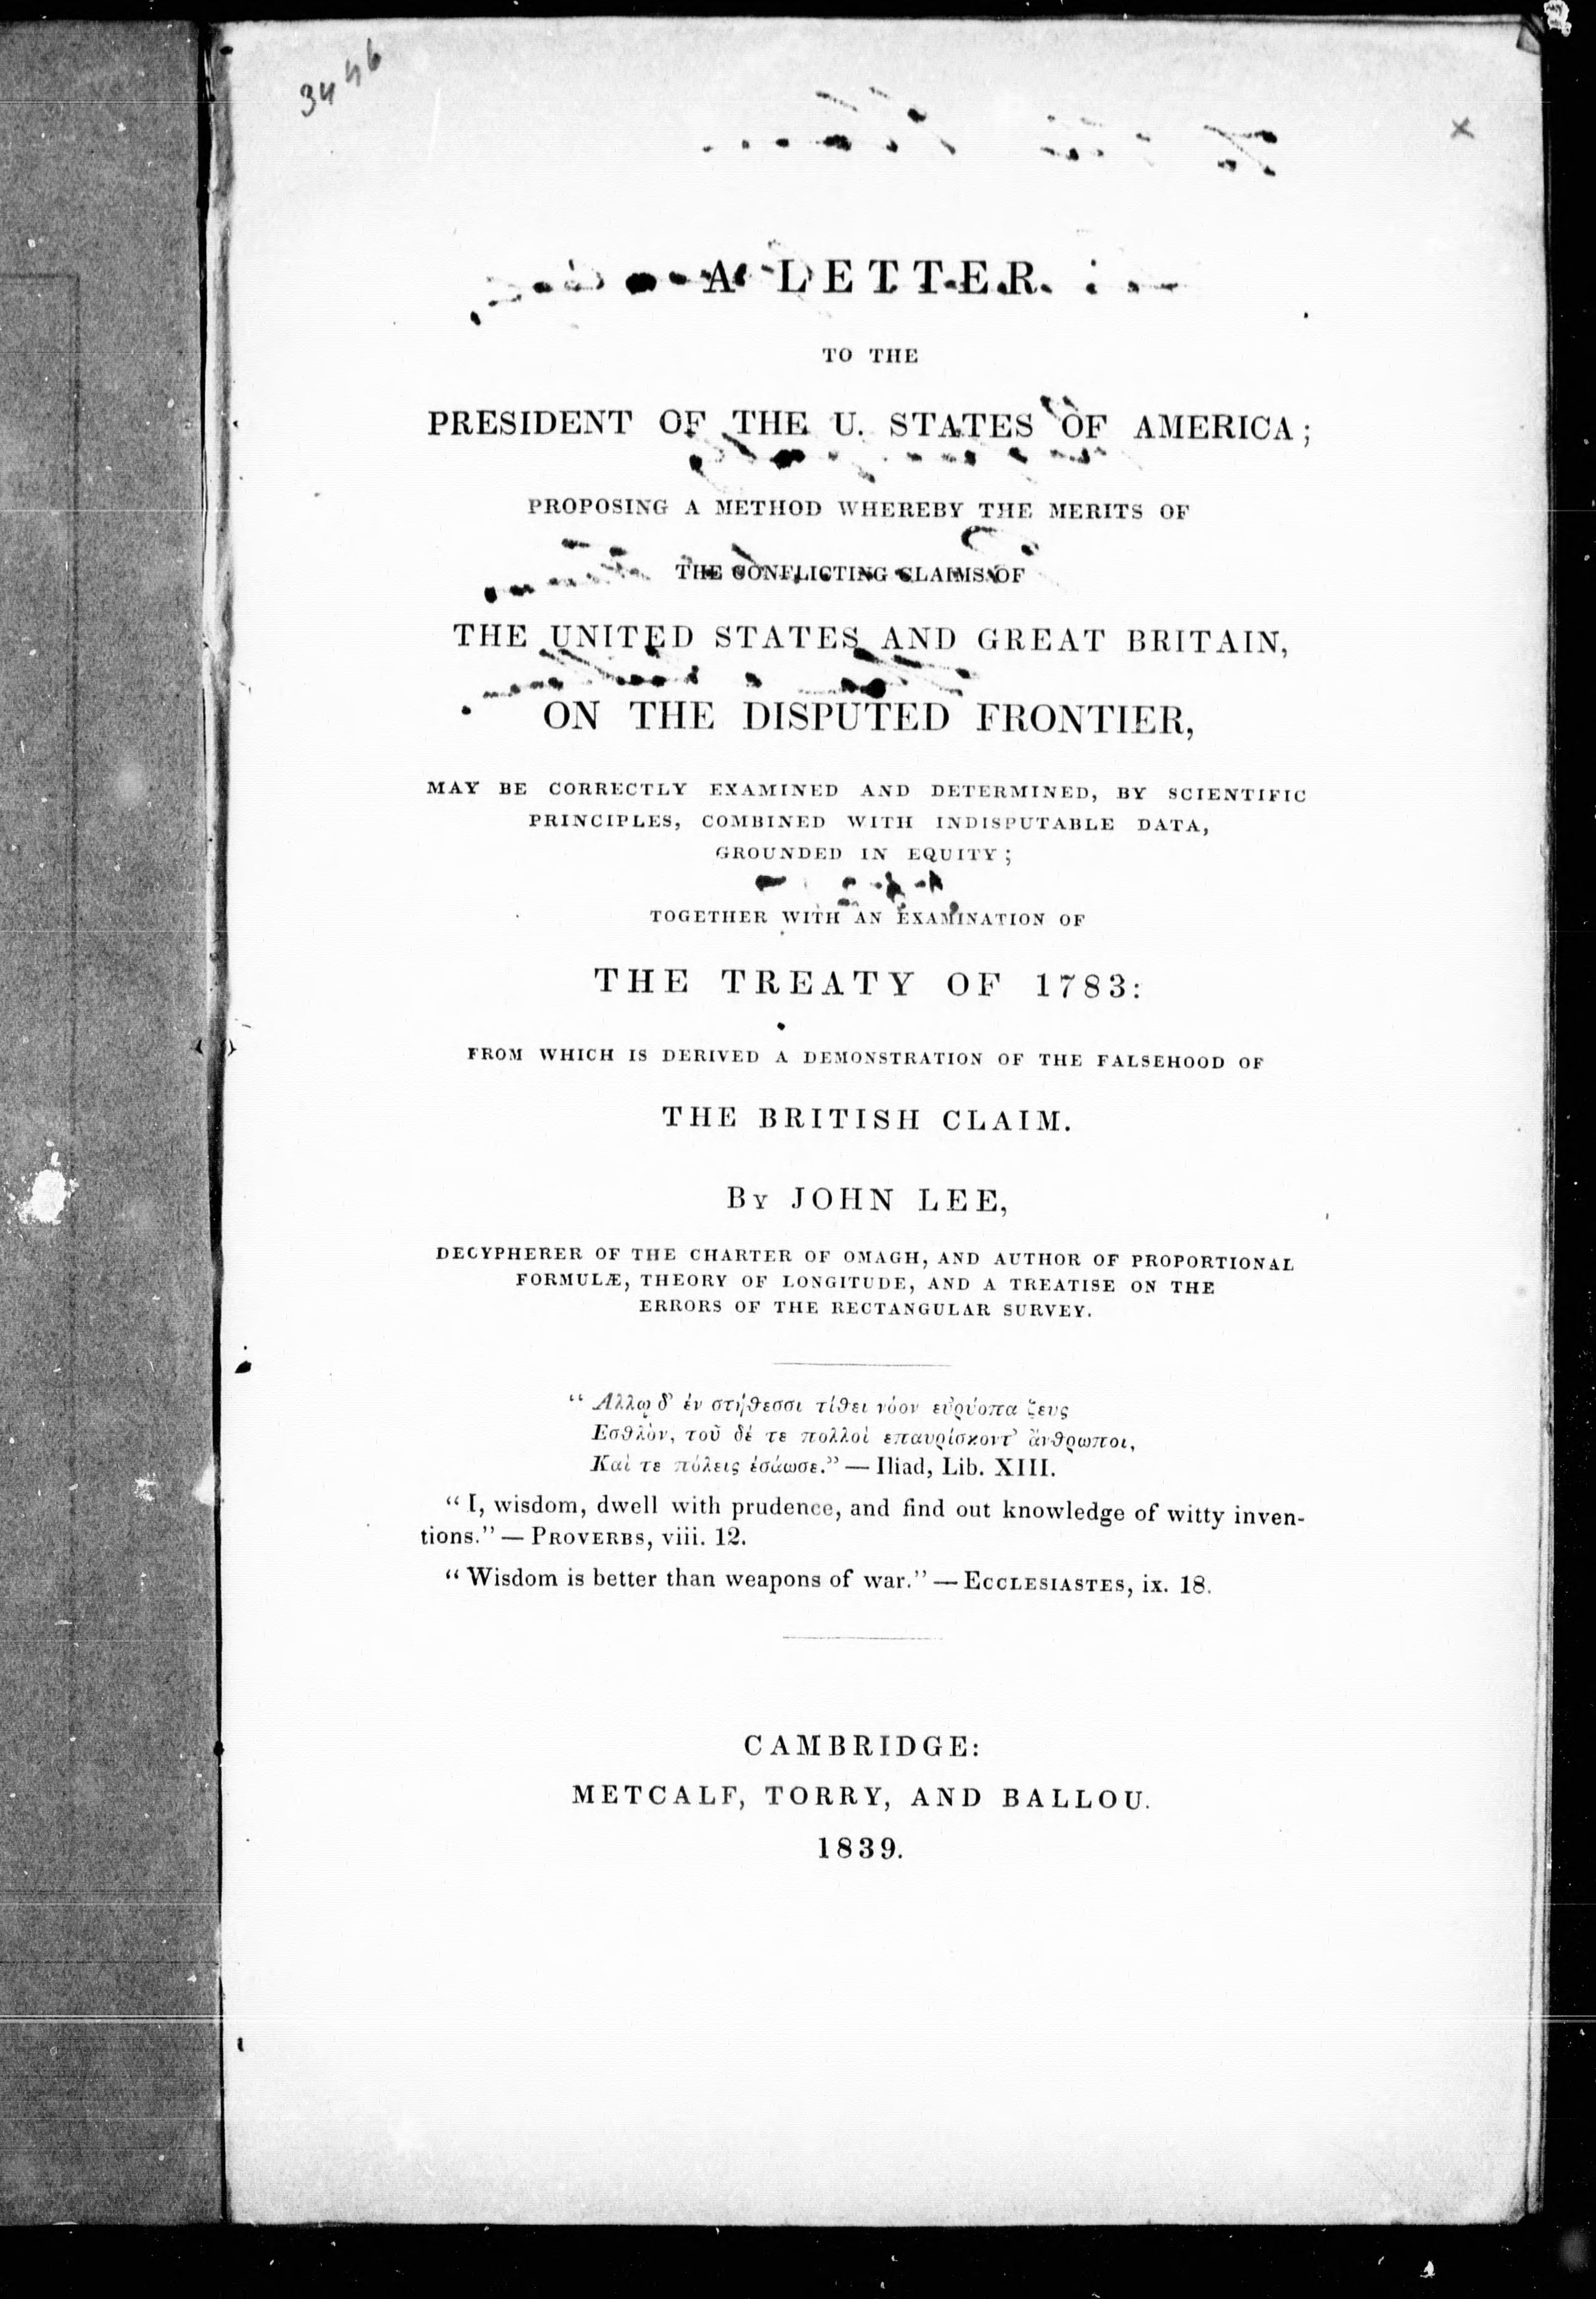 3446
x
A LETTER
TO THE
PRESIDENT OF THE U. STATES OF AMERICA;
PROPOSING A METHOD WHEREBY THE MERITS OF
THE CONFLICTING CLAIMS OF
THE UNITED STATES AND GREAT BRITAIN,
ON THE DISPUTED FRONTIER,
MAY BE CORRECTLY EXAMINED AND DETERMINED, BY SCIENTIFIC
PRINCIPLES, COMBINED WITH INDISPUTABLE DATA,
GROUNDED IN EQUITY;
TOGETHER WITH AN EXAMINATION OF
THE TREATY OF 1783:
FROM WHICH IS DERIVED A DEMONSTRATION OF THE FALSEHOOD OF
THE BRITISH CLAIM.
BY JOHN LEE,
DECYPHERER OF THE CHARTER OF OMAGH, AND AUTHOR OF PROPORTIONAL
FORMULÆ, THEORY OF LONGITUDE, AND A TREATISE ON THE
ERRORS OF THE RECTANGULAR SURVEY.
“ Αλλῳ δ' ἐν στήθεσσι τίθει νόον εὐρύοπα ζευς
Εσθλὸν, τοῦ δέ τε πολλοὶ επαυρίσκοντ' ἄνθρωποι,
Καὶ τε πόλεις ἐσάωσε.” — Iliad, Lib. XIII.
“ I, wisdom, dwell with prudence, and find out knowledge of witty inven-
tions.” — PROVERBS, viii. 12.
“ Wisdom is better than weapons of war.” — ECCLESIASTES, ix. 18.
CAMBRIDGE:
METCALF, TORRY, AND BALLOU.
1839.